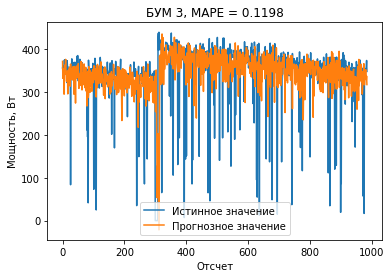 БУМ 3, MAPE = 0.1198
Мощность, Вт
400
300
200
100
0
Истинное значение
Прогнозное значение
0
200
400
600
800
1000
Отсчет